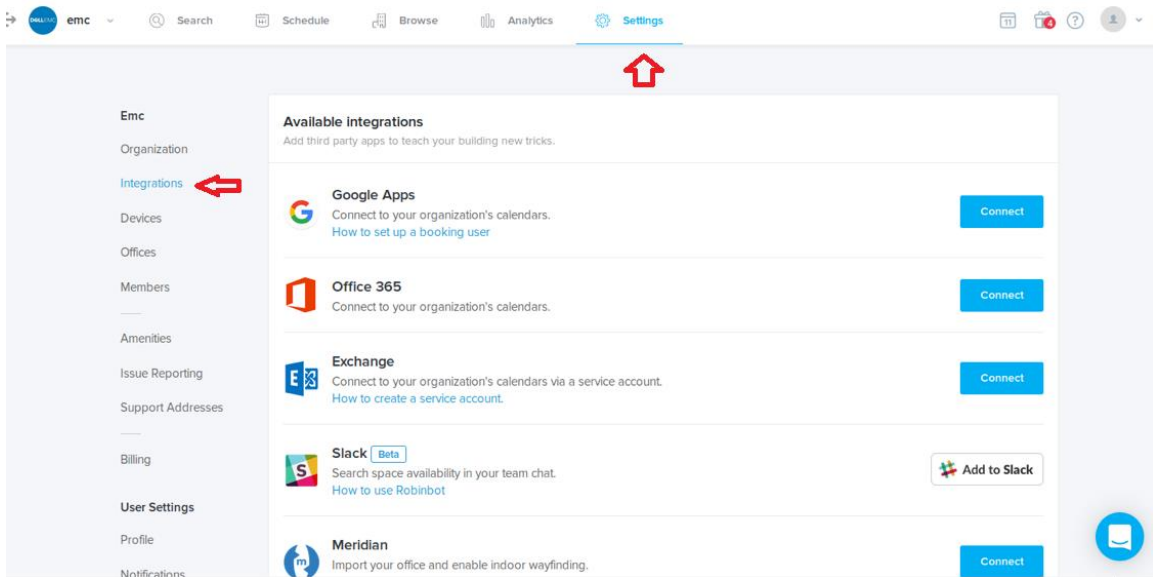 DELLEMC emc Search Schedule Browse Analytics Settings 11 4 ?
Emc
Organization
Integrations
Devices
Offices
Members
Amenities
Issue Reporting
Support Addresses
Billing
User Settings
Profile
Notifications
Available integrations
Add third party apps to teach your building new tricks.
Google Apps
Connect to your organization's calendars.
How to set up a booking user
Connect
Office 365
Connect to your organization's calendars.
Connect
E
Exchange
Connect to your organization's calendars via a service account.
How to create a service account.
Connect
S
Slack Beta
Search space availability in your team chat.
How to use Robinbot
Add to Slack
m
Meridian
Import your office and enable indoor wayfinding.
Connect